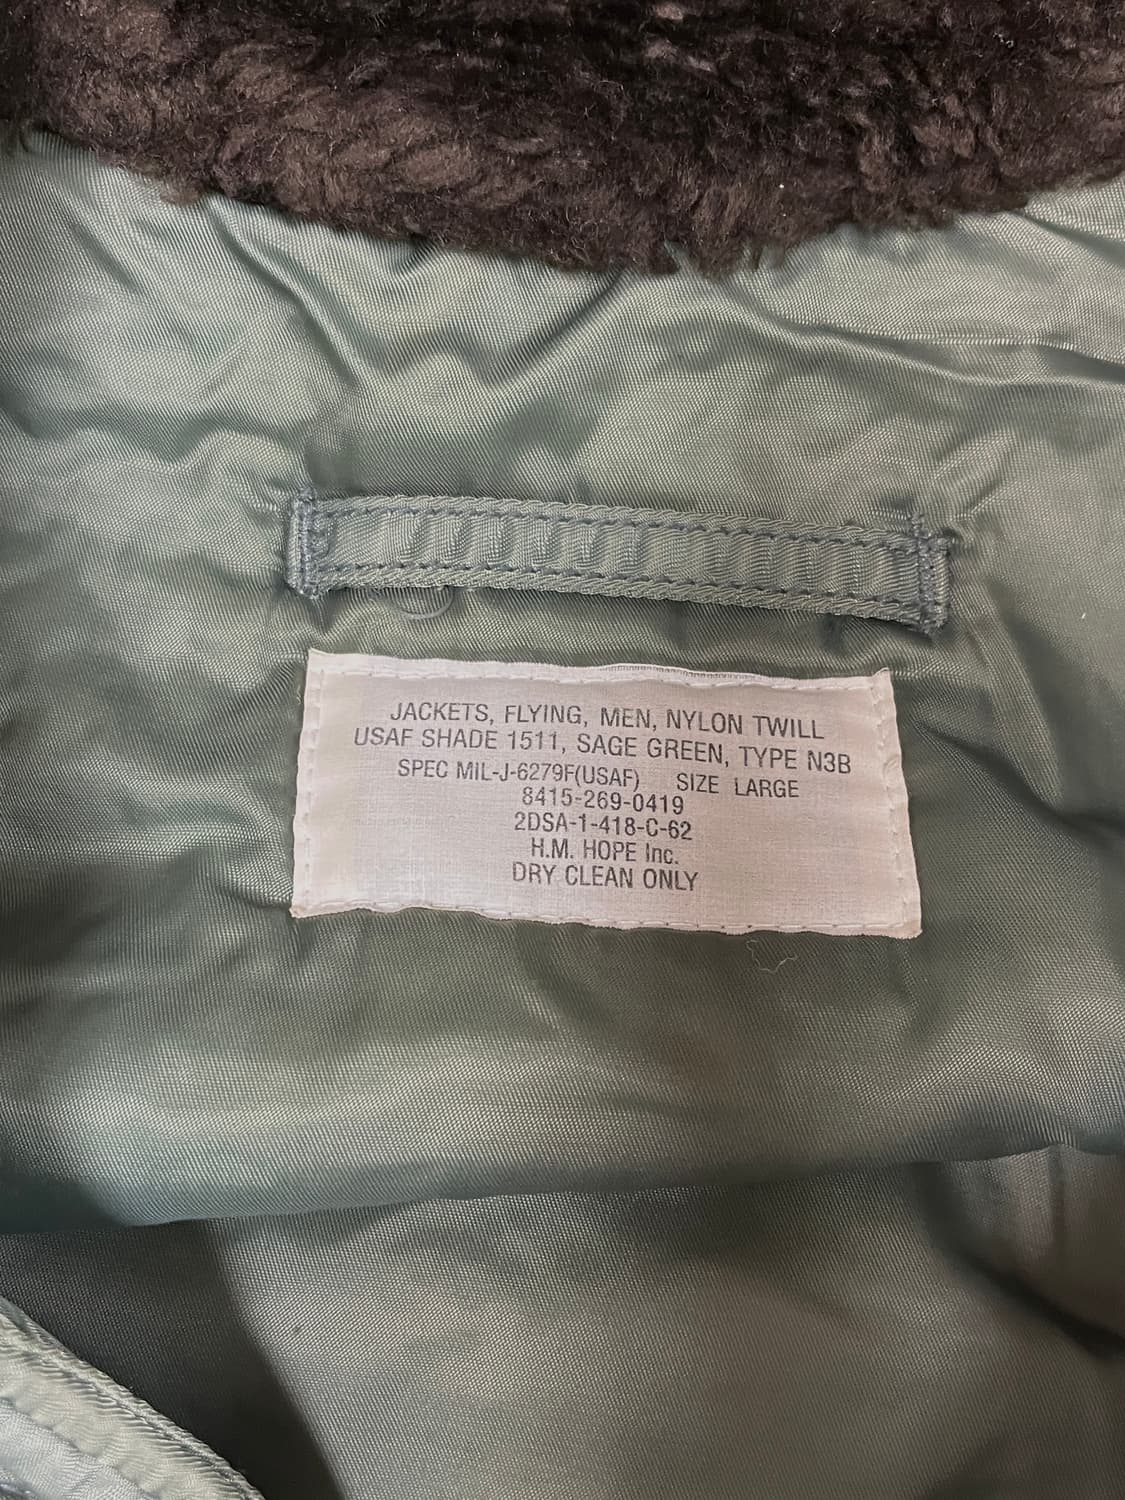 JACKETS, FLYING, MEN, NYLON TWILL
USAF SHADE 1511, SAGE GREEN, TYPE N3B
SPEC MIL-J-6279F(USAF) SIZE LARGE
8415-269-0419
2DSA-1-418-C-62
H.M. HOPE Inc.
DRY CLEAN ONLY